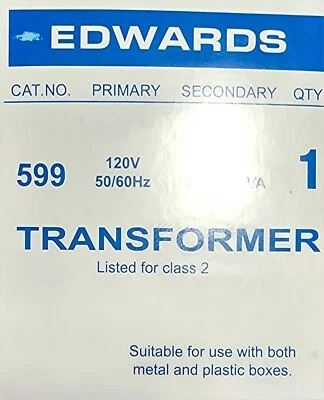 EDWARDS
CAT.NO. PRIMARY SECONDARY QTY
599 120V 50/60Hz VA 1
TRANSFORMER
Listed for class 2
Suitable for use with both
metal and plastic boxes.